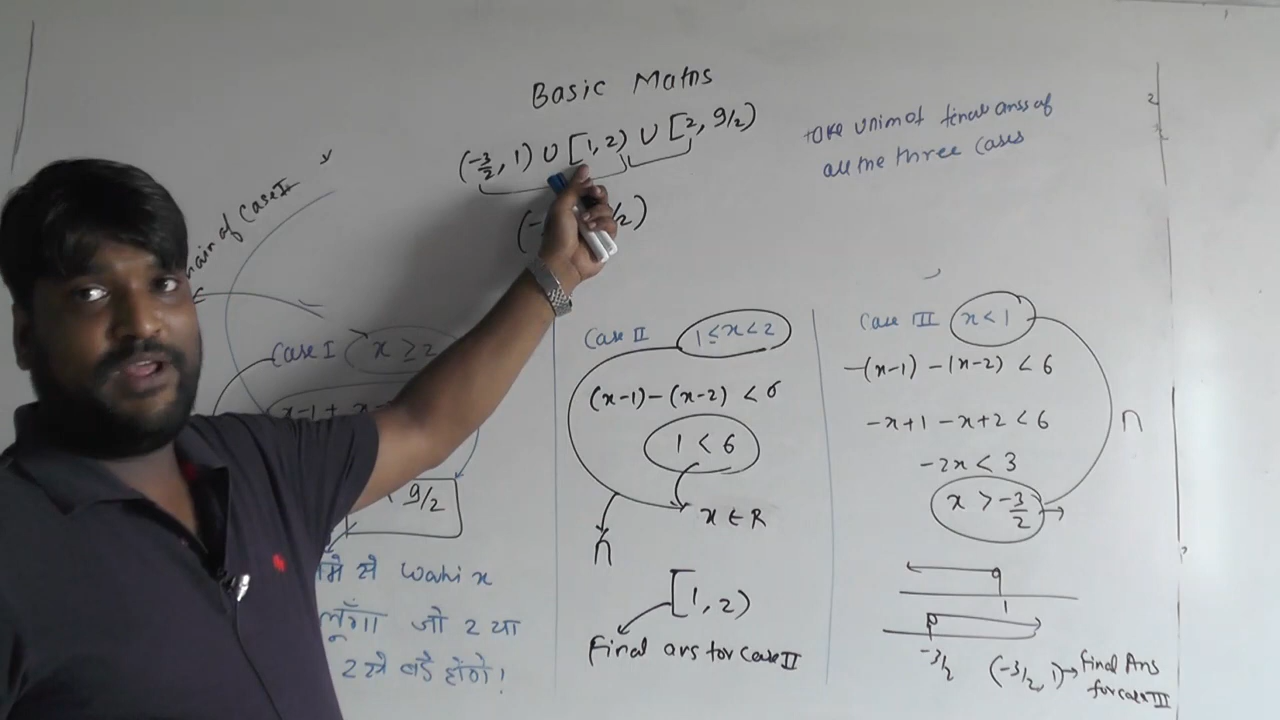 Basic Maths
(-3/2, 1) ∪ [1, 2) ∪ [2, 9/2)
take union of final anss of
all the three cases
(- /2)
main of Case I
Case I x ≥ 2
x-1 +
9/2
से wahi x
लूँगा जो 2 या
2 से बड़े होंगे!
Case II 1 ≤ x < 2
(x-1) - (x-2) < 6
1 < 6
x ∈ R
∩
[1, 2)
Final ans for case II
Case III x < 1
-(x-1) - (x-2) < 6
-x+1 -x+2 < 6
∩
-2x < 3
x > -3/2
1
-3/2
(-3/2, 1) → Final Ans
for case III